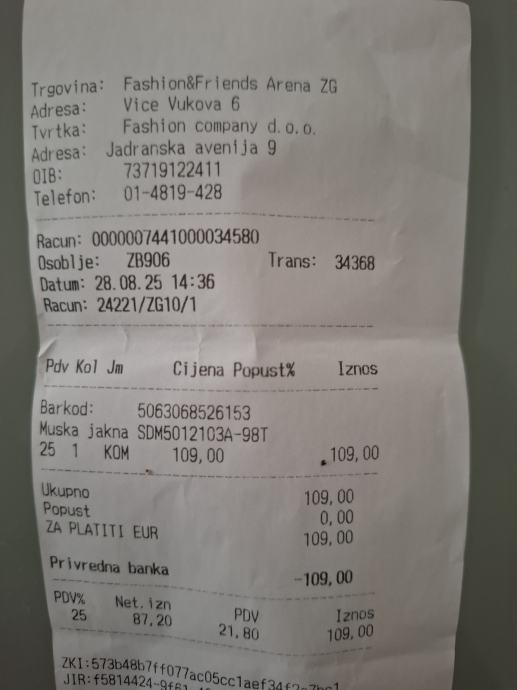 Trgovina: Fashion&Friends Arena ZG
Adresa: Vice Vukova 6
Tvrtka: Fashion company d.o.o.
Adresa: Jadranska avenija 9
OIB: 73719122411
Telefon: 01-4819-428
Racun: 0000007441000034580
Osoblje: ZB906 Trans: 34368
Datum: 28.08.25 14:36
Racun: 24221/ZG10/1
Pdv Kol Jm Cijena Popust% Iznos
Barkod: 5063068526153
Muska jakna SDM5012103A-98T
25 1 KOM 109,00 109,00
Ukupno 109,00
Popust 0,00
ZA PLATITI EUR 109,00
Privredna banka -109,00
PDV% Net.izn PDV Iznos
25 87,20 21,80 109,00
ZKI:
JIR: